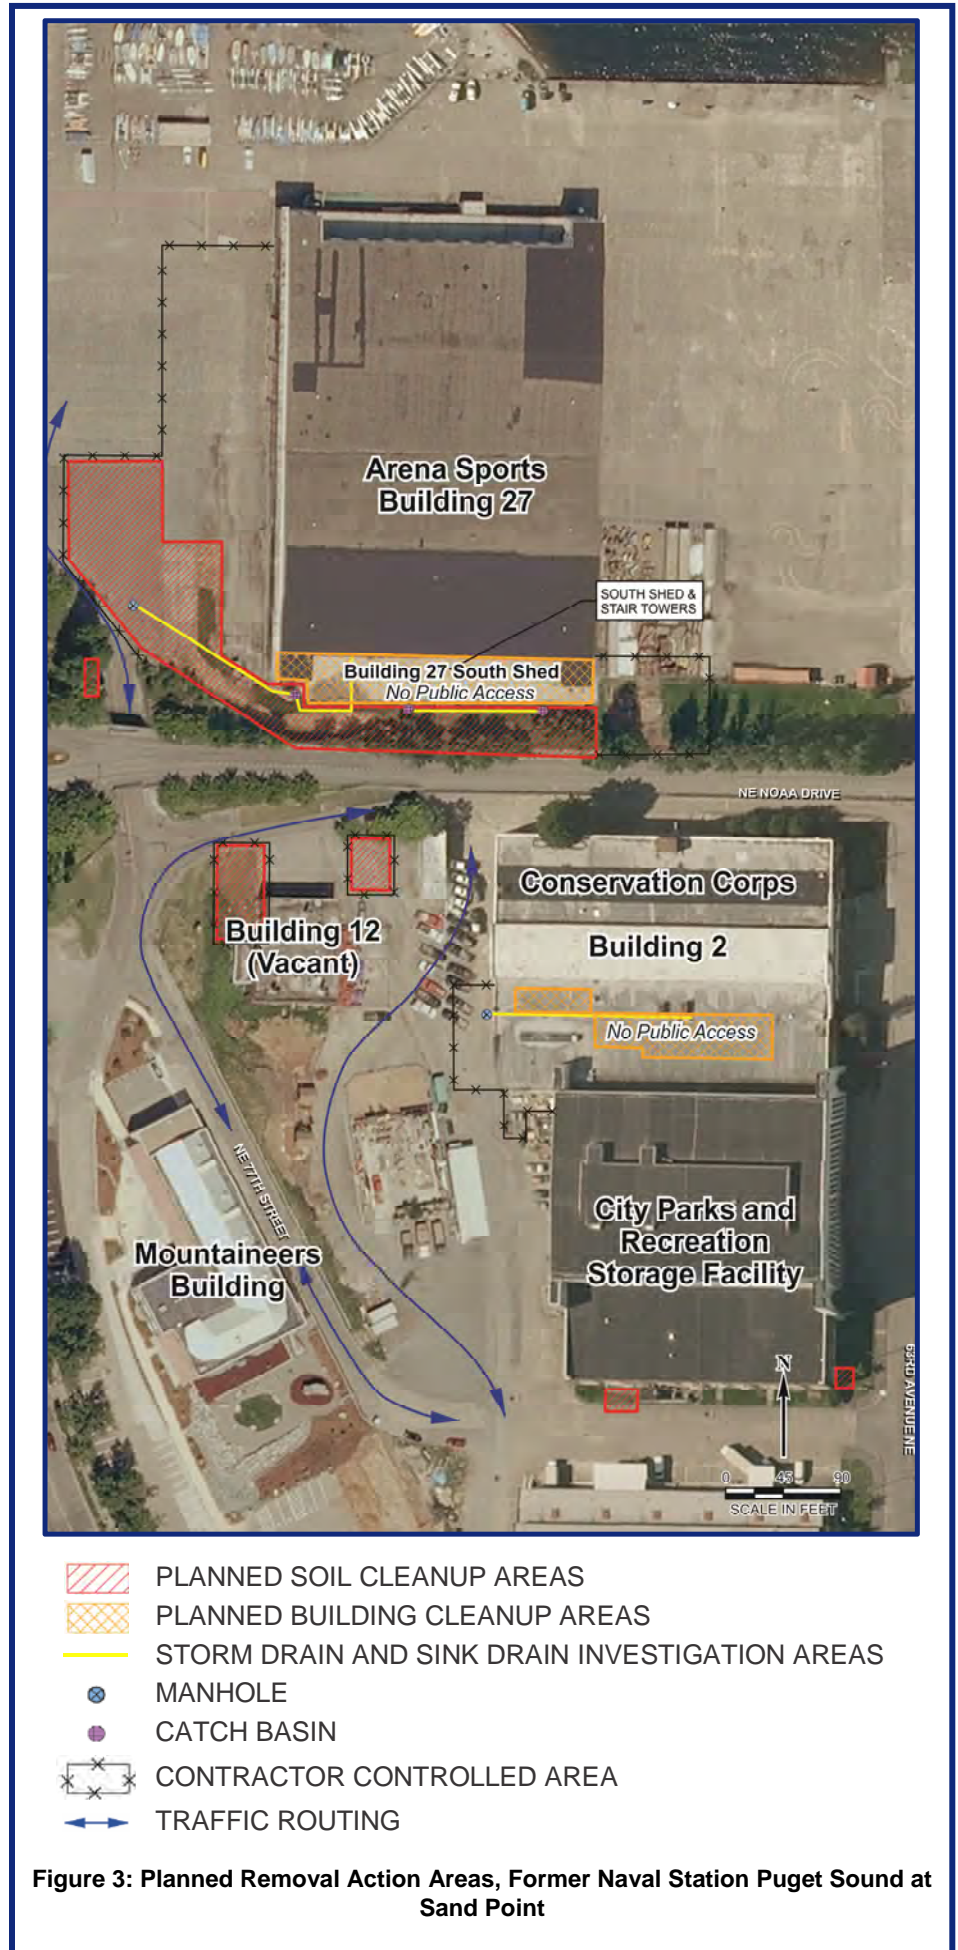 Arena Sports
Building 27
SOUTH SHED &
STAIR TOWERS
Building 27 South Shed
No Public Access
NE NOAA DRIVE
Conservation Corps
Building 2
Building 12
(Vacant)
No Public Access
NE 77TH STREET
City Parks and
Recreation
Storage Facility
Mountaineers
Building
63RD AVENUE NE
N
0 45 90
SCALE IN FEET
PLANNED SOIL CLEANUP AREAS
PLANNED BUILDING CLEANUP AREAS
STORM DRAIN AND SINK DRAIN INVESTIGATION AREAS
MANHOLE
CATCH BASIN
CONTRACTOR CONTROLLED AREA
TRAFFIC ROUTING
Figure 3: Planned Removal Action Areas, Former Naval Station Puget Sound at
Sand Point